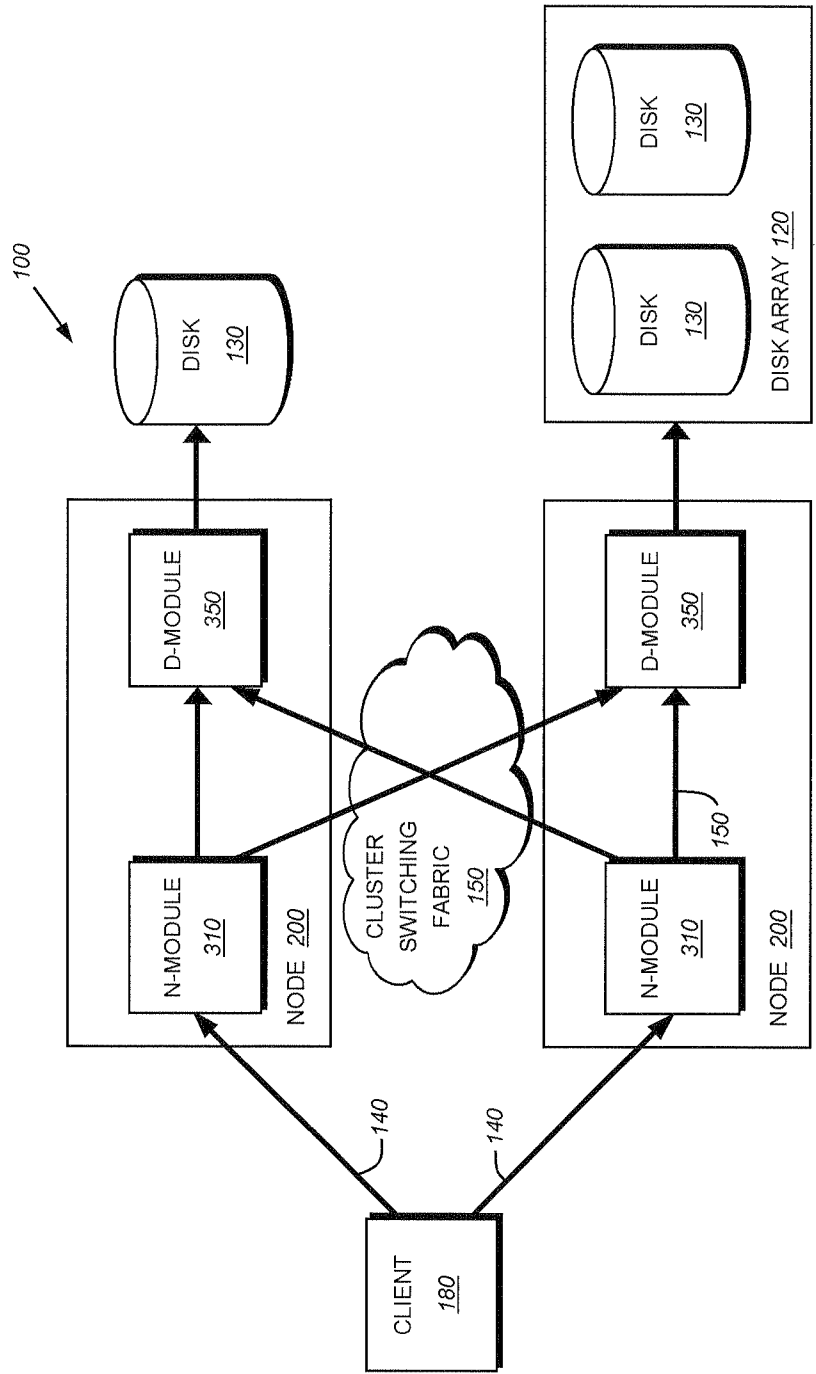 100
CLIENT
180
140
140
NODE 200
N-MODULE
310
D-MODULE
350
DISK
130
CLUSTER
SWITCHING
FABRIC
150
NODE 200
N-MODULE
310
150
D-MODULE
350
DISK
130
DISK
130
DISK ARRAY 120